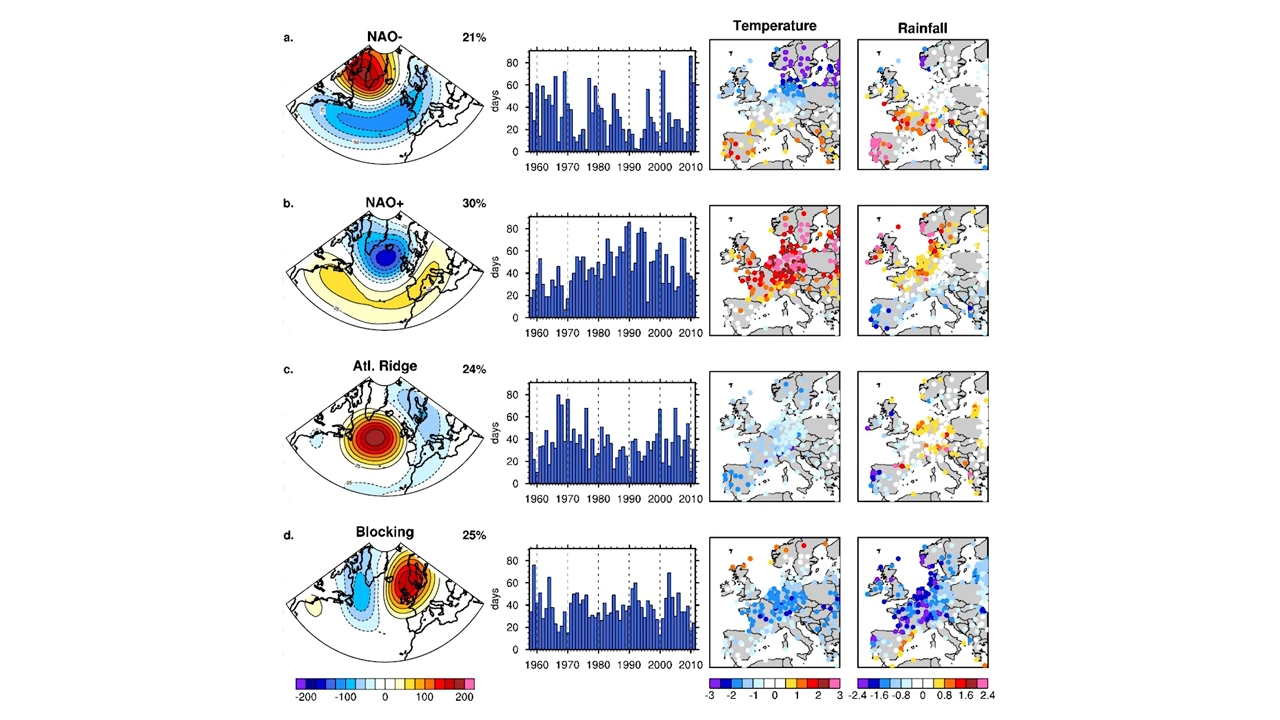 Temperature Rainfall
a. NAO- 21%
80
60
40
20
0
days
1960 1970 1980 1990 2000 2010
b. NAO+ 30%
80
60
40
20
0
days
1960 1970 1980 1990 2000 2010
c. Atl. Ridge 24%
80
60
40
20
0
days
1960 1970 1980 1990 2000 2010
d. Blocking 25%
80
60
40
20
0
days
1960 1970 1980 1990 2000 2010
-200 -100 0 100 200
-3 -2 -1 0 1 2 3
-2.4 -1.6 -0.8 0 0.8 1.6 2.4